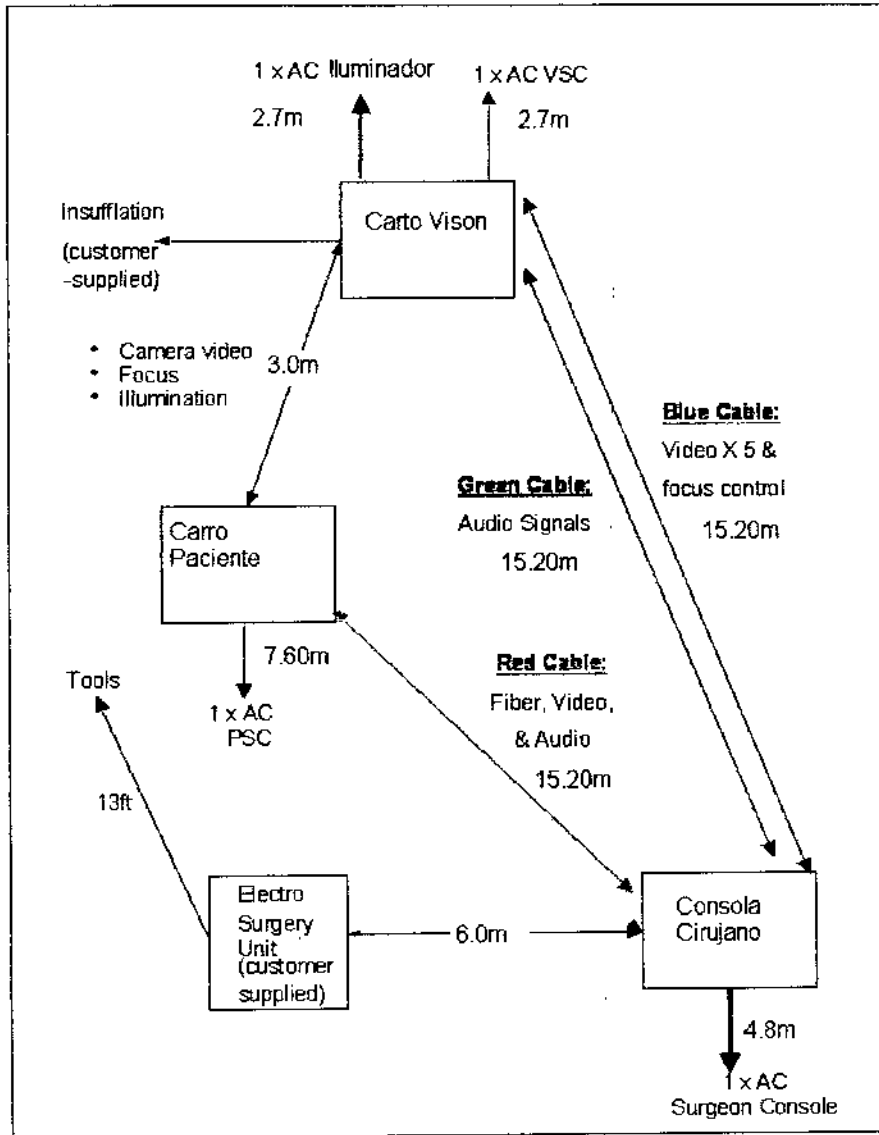 1 x AC Iluminador
2.7m
1 x AC VSC
2.7m
Carto Vison
Insufflation
(customer
-supplied)
• Camera video
• Focus
• Illumination
3.0m
Blue Cable:
Video X 5 &
focus control
15.20m
Green Cable:
Audio Signals
15.20m
Carro
Paciente
7.60m
1 x AC
PSC
Red Cable:
Fiber, Video,
& Audio
15.20m
Tools
13ft
Electro
Surgery
Unit
(customer
supplied)
6.0m
Consola
Cirujano
4.8m
1 x AC
Surgeon Console